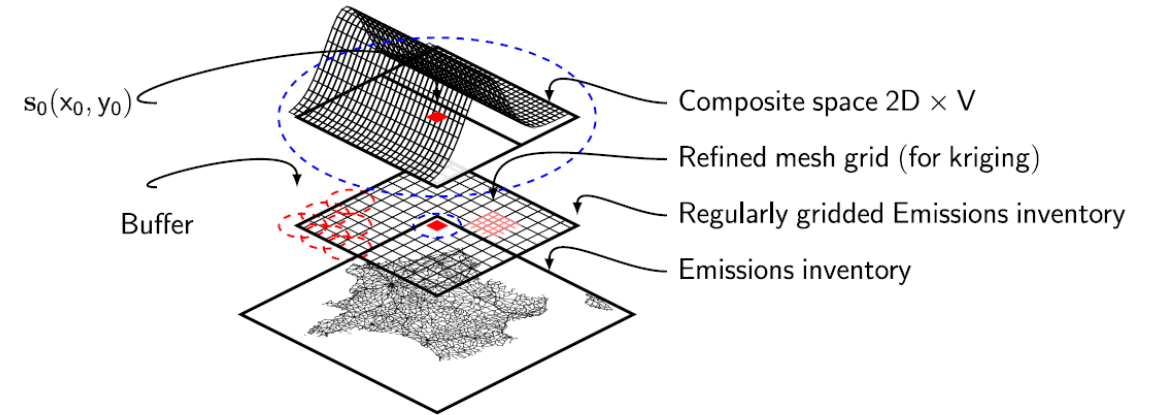 s₀(x₀, y₀)
Composite space 2D × V
Refined mesh grid (for kriging)
Buffer
Regularly gridded Emissions inventory
Emissions inventory